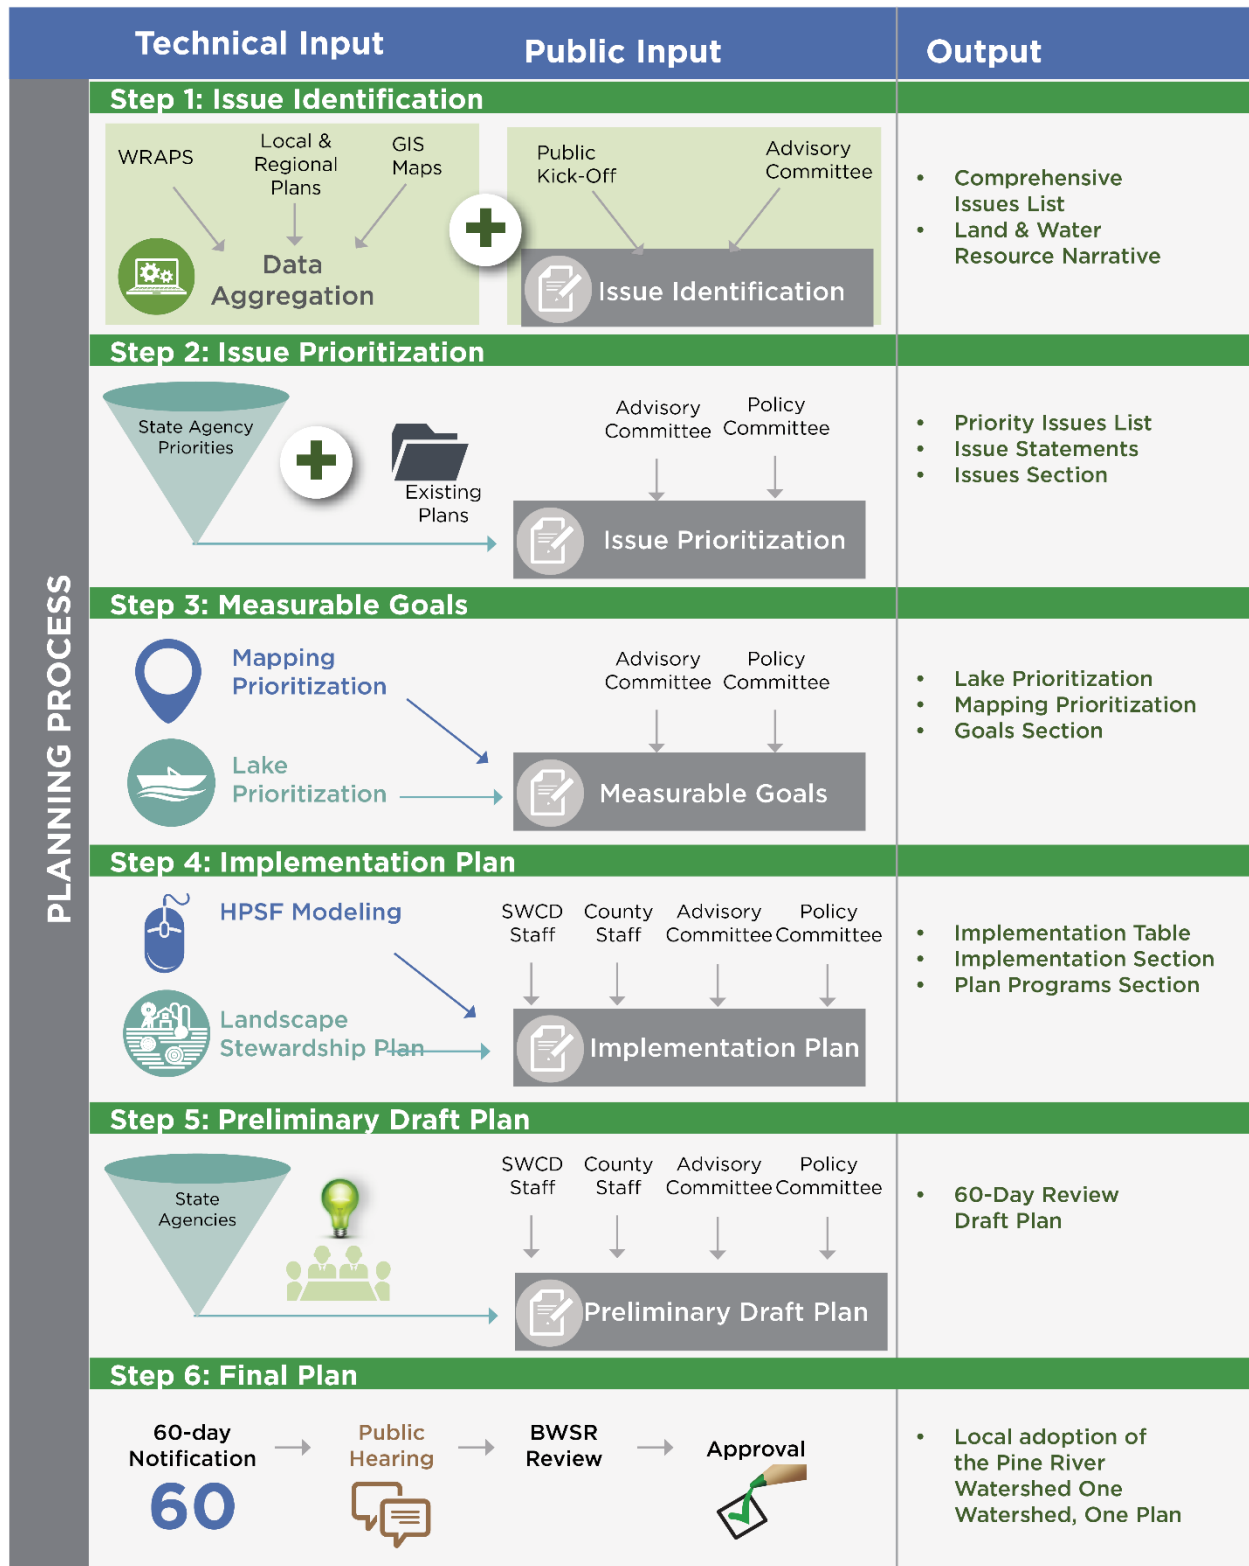 Technical Input
Public Input
Output
PLANNING PROCESS
Step 1: Issue Identification
WRAPS
Local &
Regional
Plans
GIS
Maps
Data
Aggregation
Public
Kick-Off
Advisory
Committee
Issue Identification
• Comprehensive
Issues List
• Land & Water
Resource Narrative
Step 2: Issue Prioritization
State Agency
Priorities
Existing
Plans
Advisory
Committee
Policy
Committee
Issue Prioritization
• Priority Issues List
• Issue Statements
• Issues Section
Step 3: Measurable Goals
Mapping
Prioritization
Lake
Prioritization
Advisory
Committee
Policy
Committee
Measurable Goals
• Lake Prioritization
• Mapping Prioritization
• Goals Section
Step 4: Implementation Plan
HPSF Modeling
Landscape
Stewardship Plan
SWCD
Staff
County
Staff
Advisory
Committee
Policy
Committee
Implementation Plan
• Implementation Table
• Implementation Section
• Plan Programs Section
Step 5: Preliminary Draft Plan
State
Agencies
SWCD
Staff
County
Staff
Advisory
Committee
Policy
Committee
Preliminary Draft Plan
• 60-Day Review
Draft Plan
Step 6: Final Plan
60-day
Notification
60
Public
Hearing
BWSR
Review
Approval
• Local adoption of
the Pine River
Watershed One
Watershed, One Plan